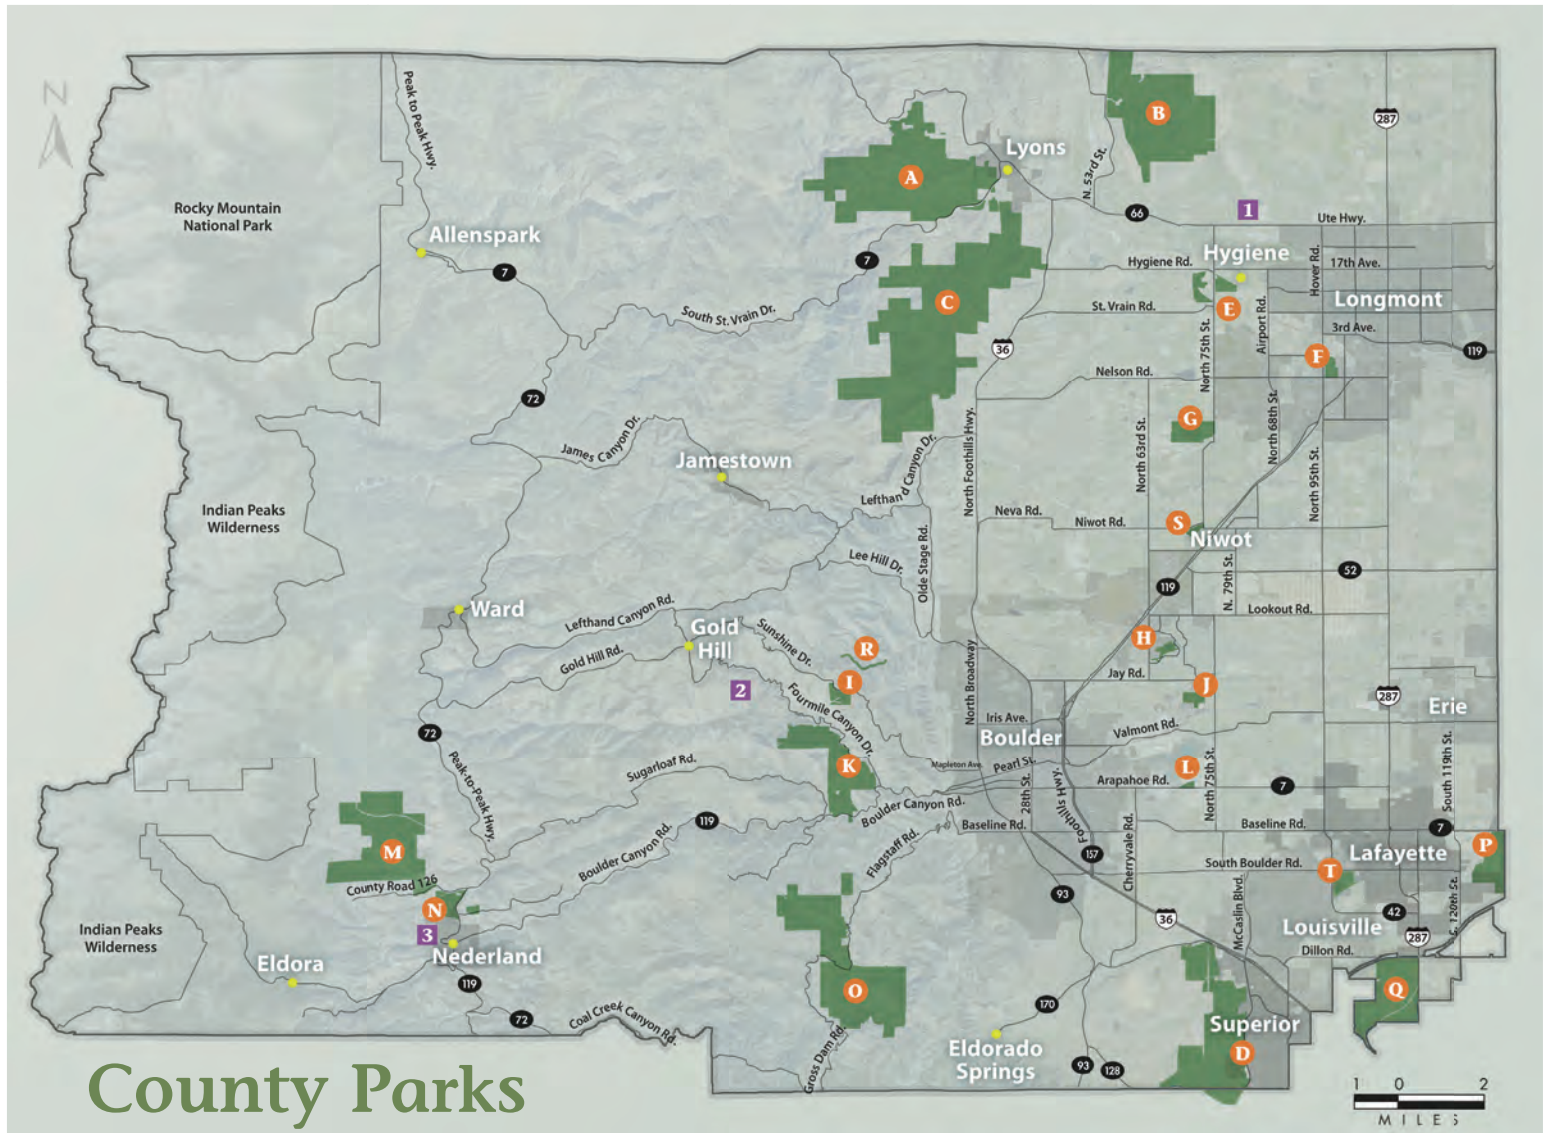 N
Peak to Peak Hwy.
287
B
Lyons
N. 53rd St.
A
Rocky Mountain
National Park
66
1
Ute Hwy.
Allenspark
7
7
Hygiene
Hygiene Rd.
Hover Rd.
17th Ave.
C
South St. Vrain Dr.
St. Vrain Rd.
E
Longmont
Airport Rd.
3rd Ave.
36
North 75th St.
F
119
Nelson Rd.
72
James Canyon Dr.
North Foothills Hwy.
North 63rd St.
G
North 68th St.
Jamestown
Lefthand Canyon Dr.
North 95th St.
Indian Peaks
Wilderness
Neva Rd.
Niwot Rd.
S
Niwot
Olde Stage Rd.
Lee Hill Dr.
119
N. 79th St.
52
Ward
Lefthand Canyon Rd.
Lookout Rd.
Gold
Hill
Sunshine Dr.
Gold Hill Rd.
R
H
I
2
Jay Rd.
J
North Broadway
287
Fourmile Canyon Dr.
Iris Ave.
Erie
72
Boulder
Valmont Rd.
Peak-to-Peak Hwy.
Sugarloaf Rd.
K
Mapleton Ave.
Pearl St.
L
Arapahoe Rd.
North 75th St.
7
South 119th St.
28th St.
Foothills Hwy.
Boulder Canyon Rd.
119
Baseline Rd.
Baseline Rd.
7
Boulder Canyon Rd.
Flagstaff Rd.
Cherryvale Rd.
M
157
South Boulder Rd.
Lafayette
P
T
County Road 126
93
McCaslin Blvd.
N
36
42
S. 120th St.
3
Louisville
287
Indian Peaks
Wilderness
Nederland
Dillon Rd.
Eldora
119
O
Q
170
72
Coal Creek Canyon Rd.
Superior
Gross Dam Rd.
Eldorado
Springs
D
93
128
County Parks
1 0 2
MILES